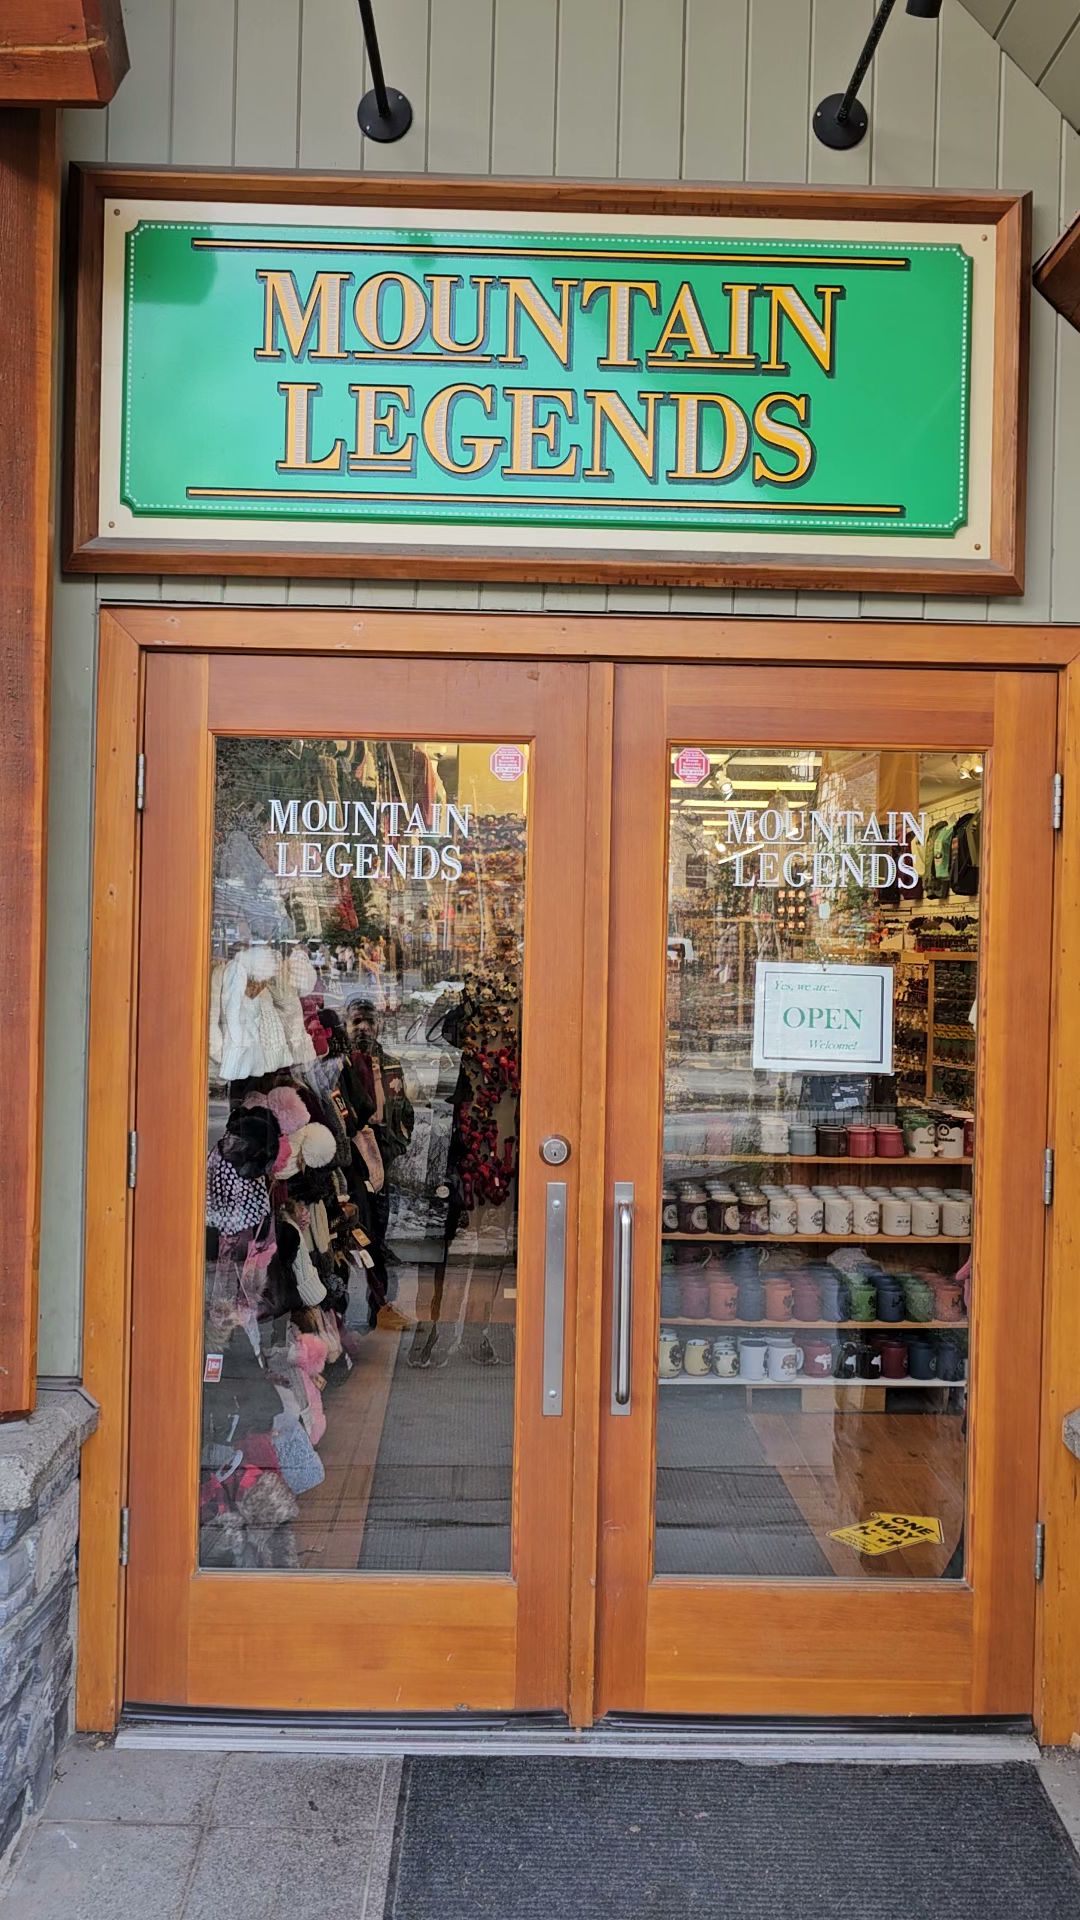 MOUNTAIN
LEGENDS
MOUNTAIN
LEGENDS
MOUNTAIN
LEGENDS
Yes, we are...
OPEN
Welcome!
ONE
WAY